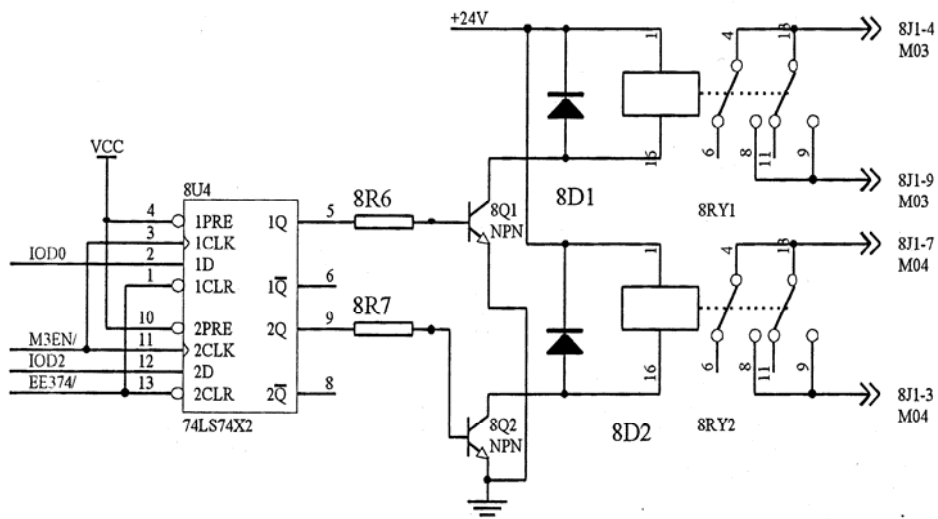 +24V
1
4
13
8J1-4
M03
16
6
8
11
9
8J1-9
M03
8D1
8RY1
VCC
8U4
4
1PRE
1Q
5
8R6
8Q1
NPN
3
1CLK
IOD0
2
1D
1
1CLR
1Q
6
10
2PRE
2Q
9
8R7
M3EN/
11
2CLK
IOD2
12
2D
EE374/
13
2CLR
2Q
8
74LS74X2
8Q2
NPN
1
4
13
8J1-7
M04
16
6
8
11
9
8J1-3
M04
8D2
8RY2